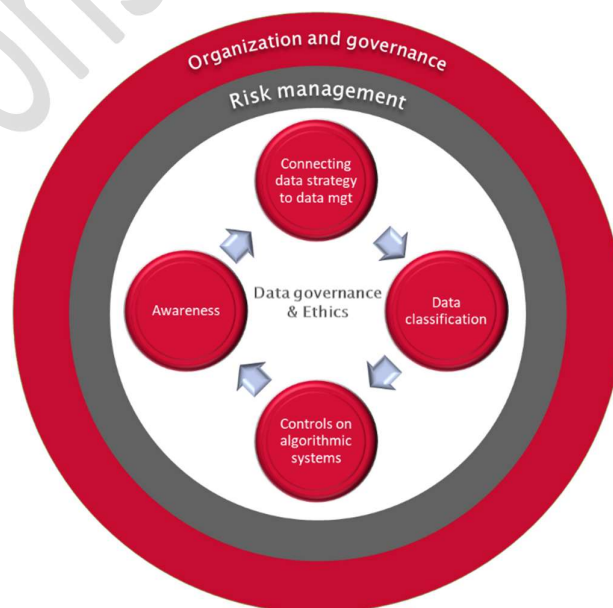 Organization and governance
Risk management
Connecting
data strategy
to data mgt
Awareness
Data governance
& Ethics
Data
classification
Controls on
algorithmic
systems